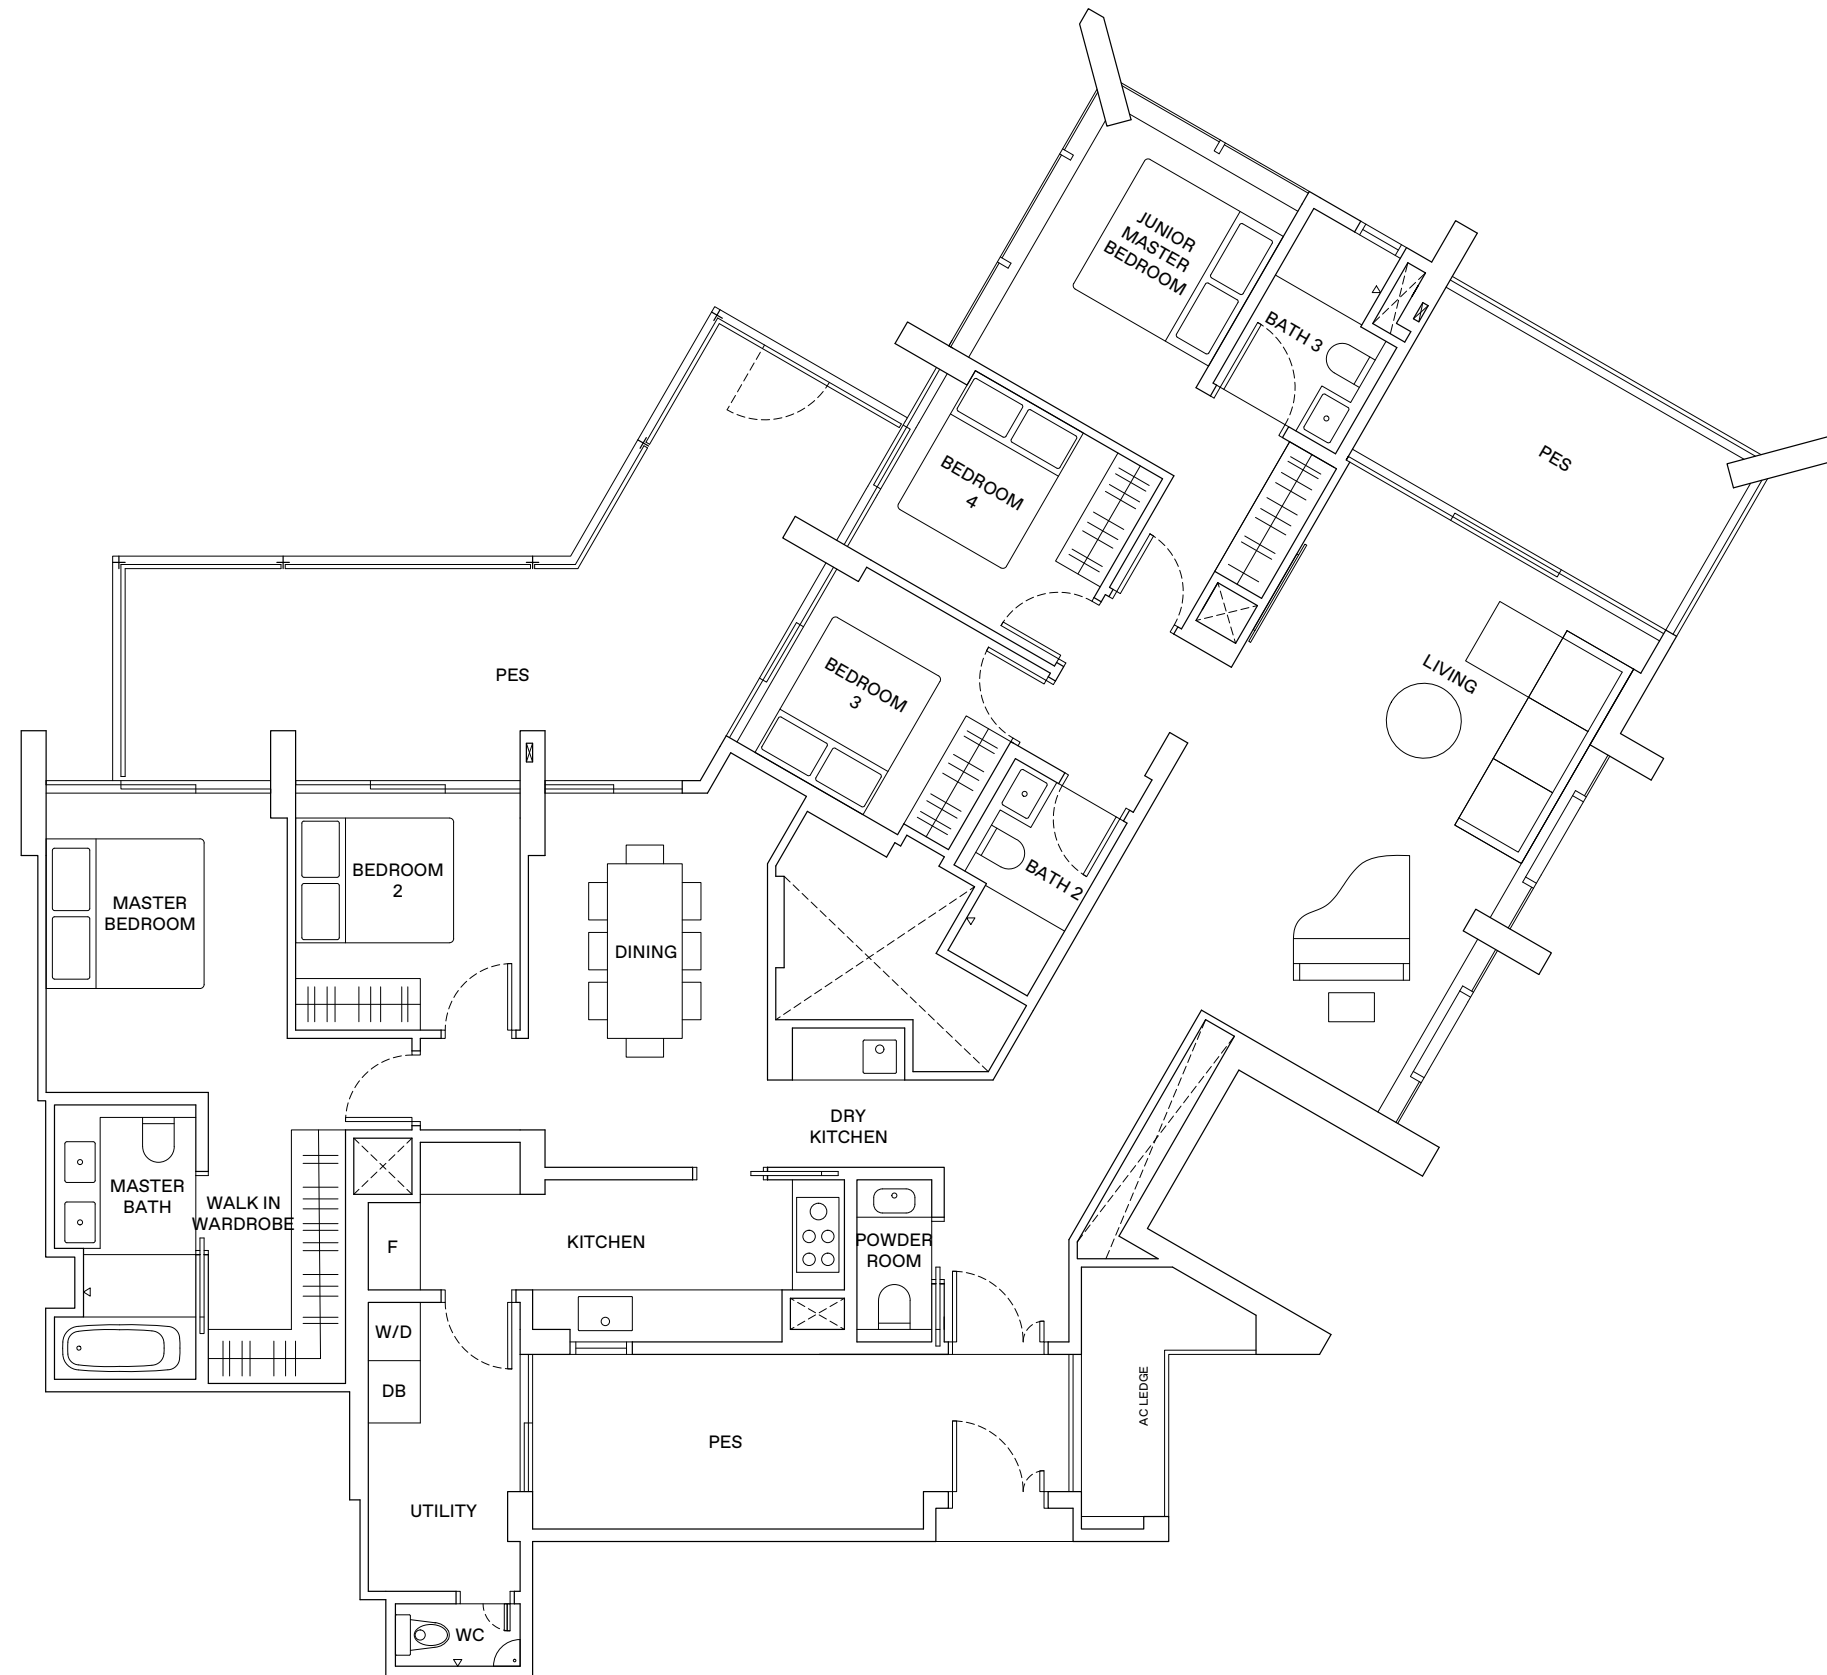 JUNIOR
MASTER
BEDROOM
BATH 3
PES
BEDROOM
4
LIVING
PES
BEDROOM
3
BATH 2
MASTER
BEDROOM
BEDROOM
2
DINING
DRY
KITCHEN
MASTER
BATH
WALK IN
WARDROBE
F
KITCHEN
POWDER
ROOM
W/D
DB
AC LEDGE
PES
UTILITY
WC